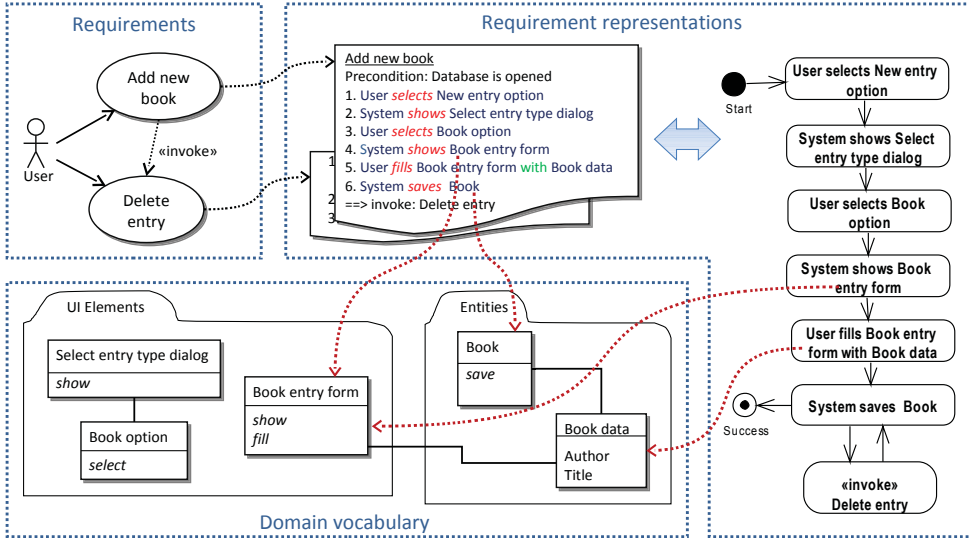 Requirements
Add new
book
«invoke»
User
Delete
entry
Requirement representations
Add new book
Precondition: Database is opened
1. User selects New entry option
2. System shows Select entry type dialog
3. User selects Book option
4. System shows Book entry form
5. User fills Book entry form with Book data
6. System saves Book
==> invoke: Delete entry
1
2
3.
Start
User selects New entry
option
System shows Select
entry type dialog
User selects Book
option
System shows Book
entry form
User fills Book entry
form with Book data
System saves Book
Success
«invoke»
Delete entry
UI Elements
Select entry type dialog
show
Book option
select
Book entry form
show
fill
Entities
Book
save
Book data
Author
Title
Domain vocabulary